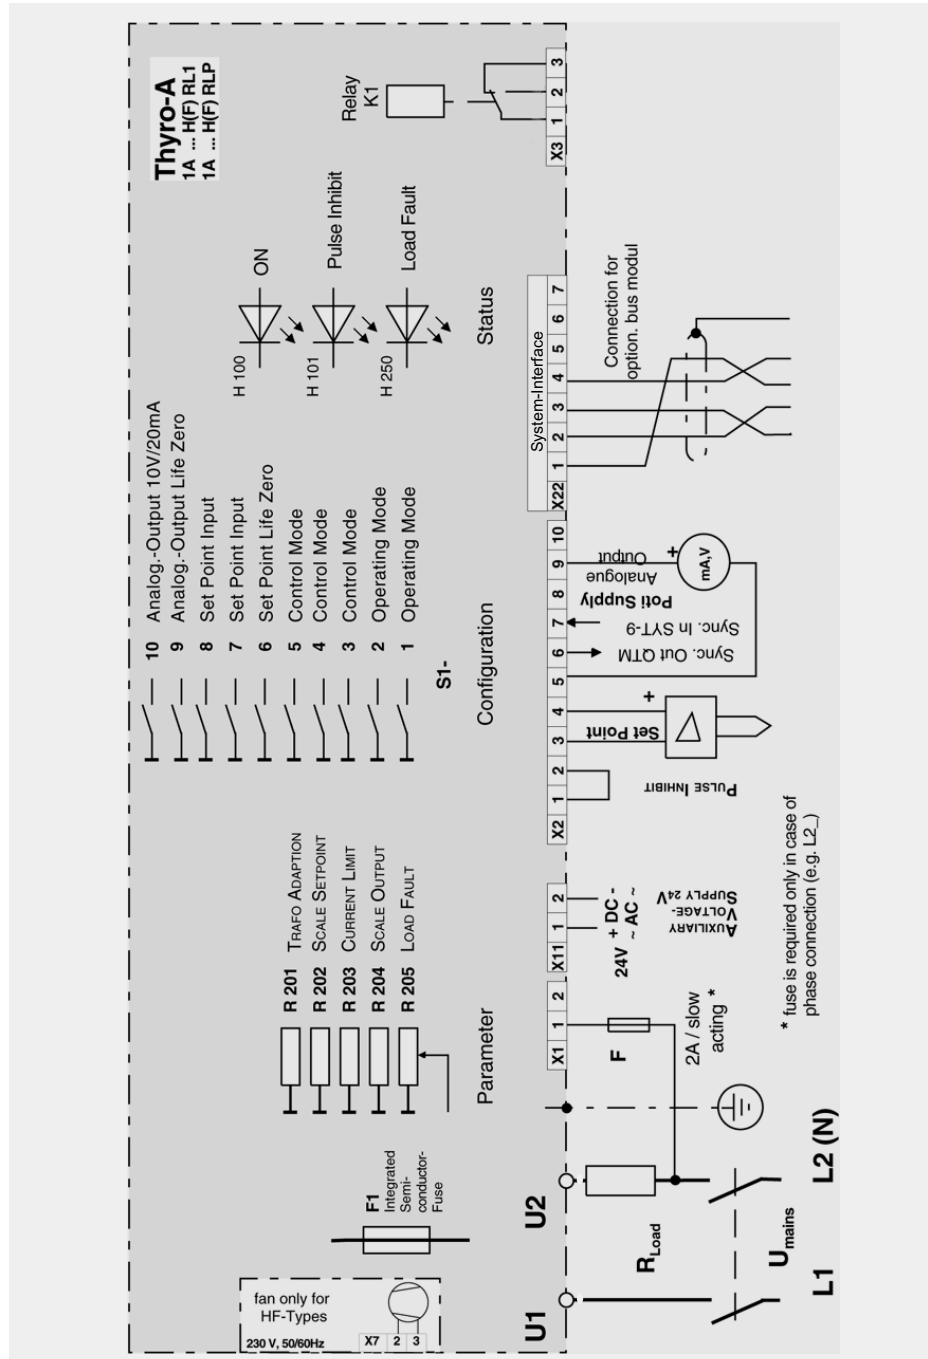 Thyro-A
1A ... H(F) RL1
1A ... H(F) RLP
Relay
K1
3
2
1
X3
ON
Pulse Inhibit
Load Fault
H 100
H 101
H 250
Status
System-Interface
7
6
5
4
3
2
1
X22
Connection for
option. bus modul
10 Analog.-Output 10V/20mA
9 Analog.-Output Life Zero
8 Set Point Input
7 Set Point Input
6 Set Point Life Zero
5 Control Mode
4 Control Mode
3 Control Mode
2 Operating Mode
1 Operating Mode
S1-
Configuration
10
9
8
7
6
5
4
3
2
1
X2
Analogue
Output
+
mA,V
Poti Supply
Sync. In SYT-9
Sync. Out QTM
+
Set Point
PULSE INHIBIT
R 201 TRAFO ADAPTION
R 202 SCALE SETPOINT
R 203 CURRENT LIMIT
R 204 SCALE OUTPUT
R 205 LOAD FAULT
Parameter
2
1
X11
24V
+ DC -
~ AC ~
AUXILIARY
VOLTAGE-
SUPPLY 24V
2
1
X1
F
2A / slow
acting *
* fuse is required only in case of
phase connection (e.g. L2_)
F1
Integrated
Semi-
conductor-
Fuse
U2
U1
R Load
U mains
L2 (N)
L1
fan only for
HF-Types
230 V, 50/60Hz
X7 2 3